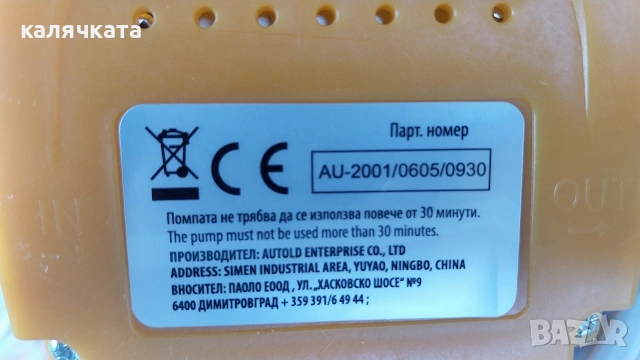 калячката
Парт. номер
CE
AU-2001/0605/0930
IN
OUT
Помпата не трябва да се използва повече от 30 минути.
The pump must not be used more than 30 minutes.
ПРОИЗВОДИТЕЛ: AUTOLD ENTERPRISE CO., LTD
ADDRESS: SIMEN INDUSTRIAL AREA, YUYAO, NINGBO, CHINA
ВНОСИТЕЛ: ПАОЛО ЕООД , УЛ. „ХАСКОВСКО ШОСЕ" №9
6400 ДИМИТРОВГРАД + 359 391/6 49 44 ;
BAZAR